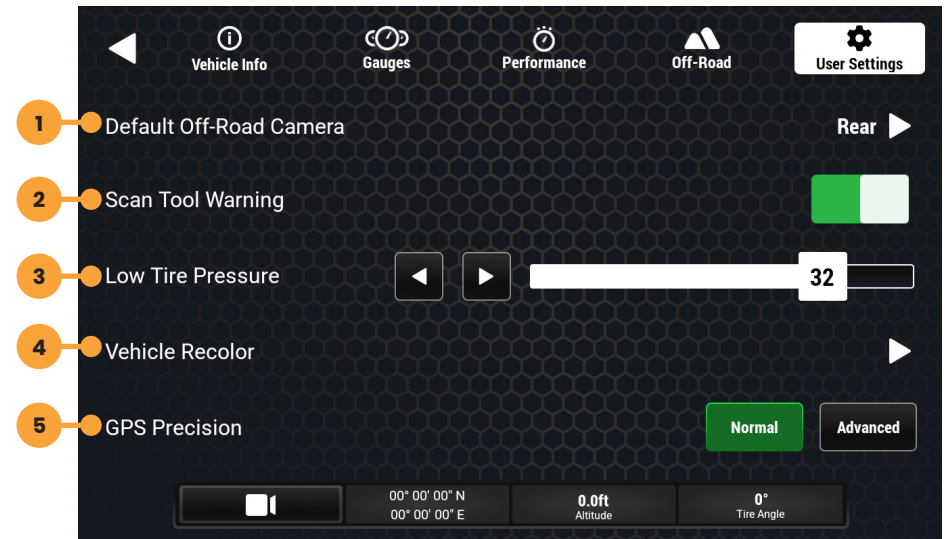 Vehicle Info
Gauges
Performance
Off-Road
User Settings
1
Default Off-Road Camera
Rear
2
Scan Tool Warning
3
Low Tire Pressure
32
4
Vehicle Recolor
5
GPS Precision
Normal
Advanced
00° 00' 00" N
00° 00' 00" E
0.0ft
Altitude
0°
Tire Angle